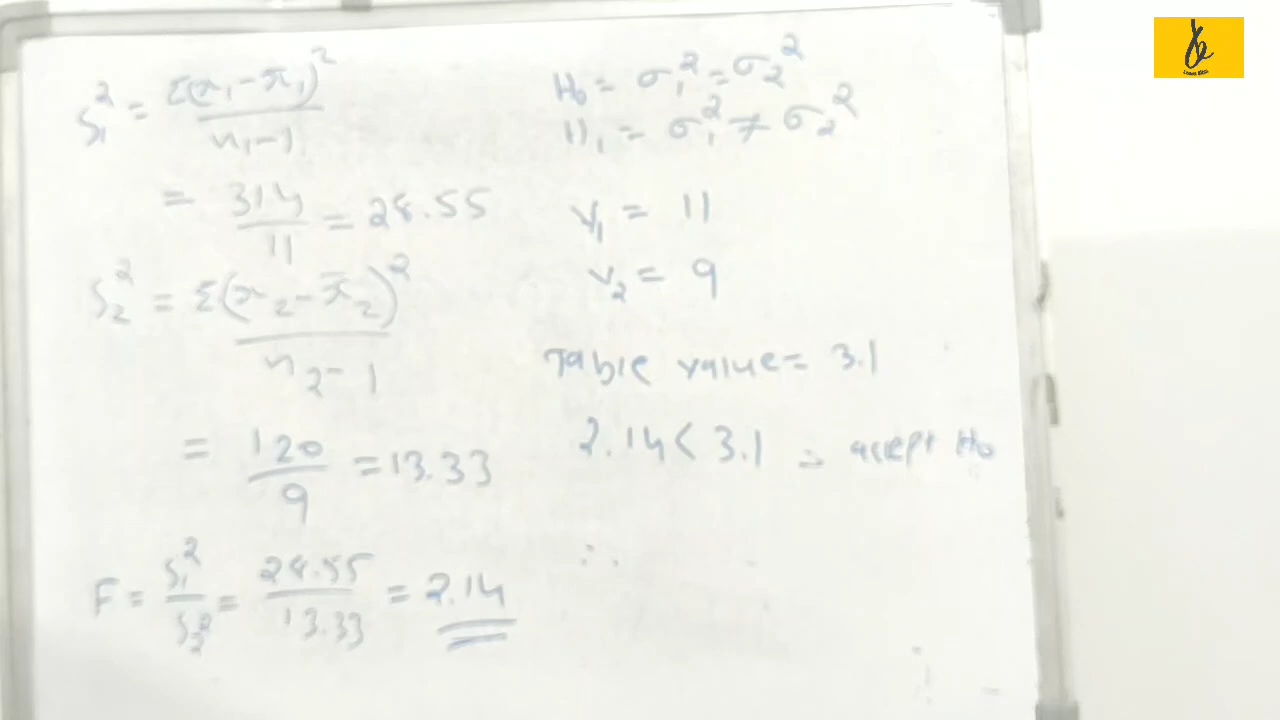 S₁² = Σ(x₁-x̄₁)² / n₁-1
= 314/11 = 28.55
S₂² = Σ(x₂-x̄₂)² / n₂-1
= 120/9 = 13.33
F = S₁²/S₂² = 28.55/13.33 = 2.14
H₀ = σ₁² = σ₂²
H₁ = σ₁² ≠ σ₂²
v₁ = 11
v₂ = 9
Table value = 3.1
2.14 < 3.1 ∴ accept H₀
∴